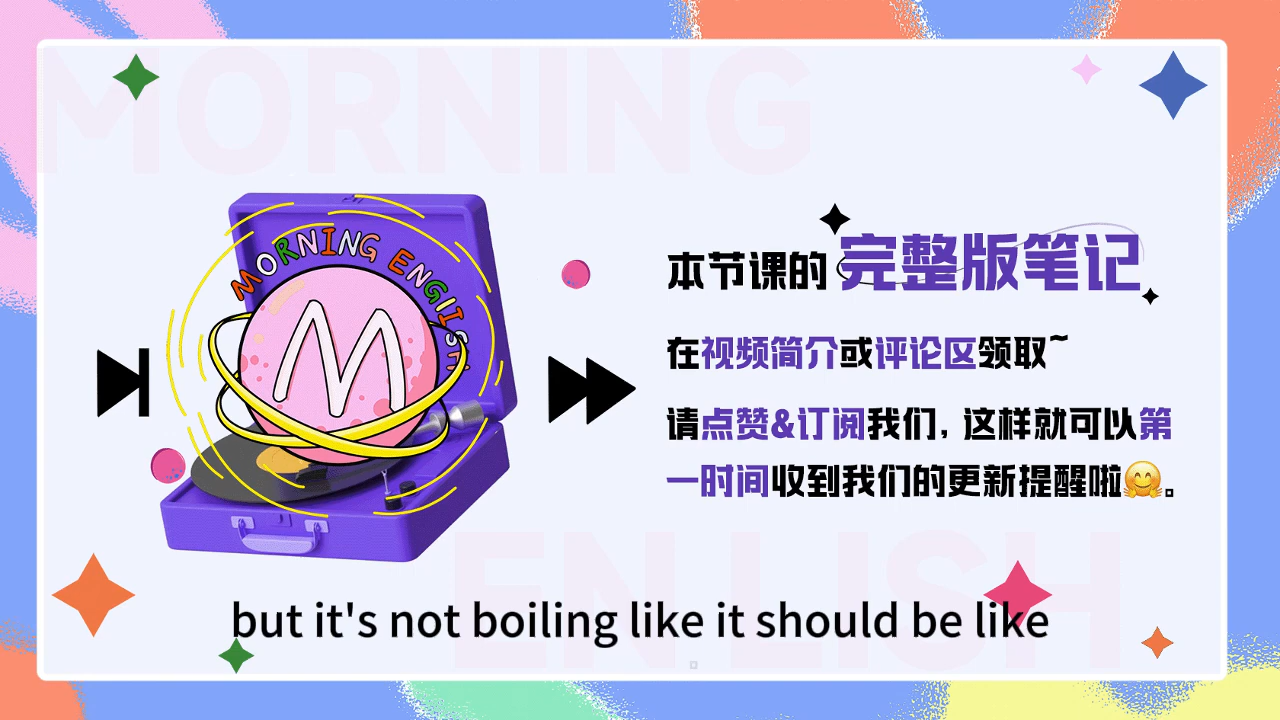 MORNING
MORNING ENGLISH
M
本节课的 完整版笔记
在视频简介或评论区领取~
请点赞&订阅我们，这样就可以第
一时间收到我们的更新提醒啦🤗。
EN LISH
but it's not boiling like it should be like